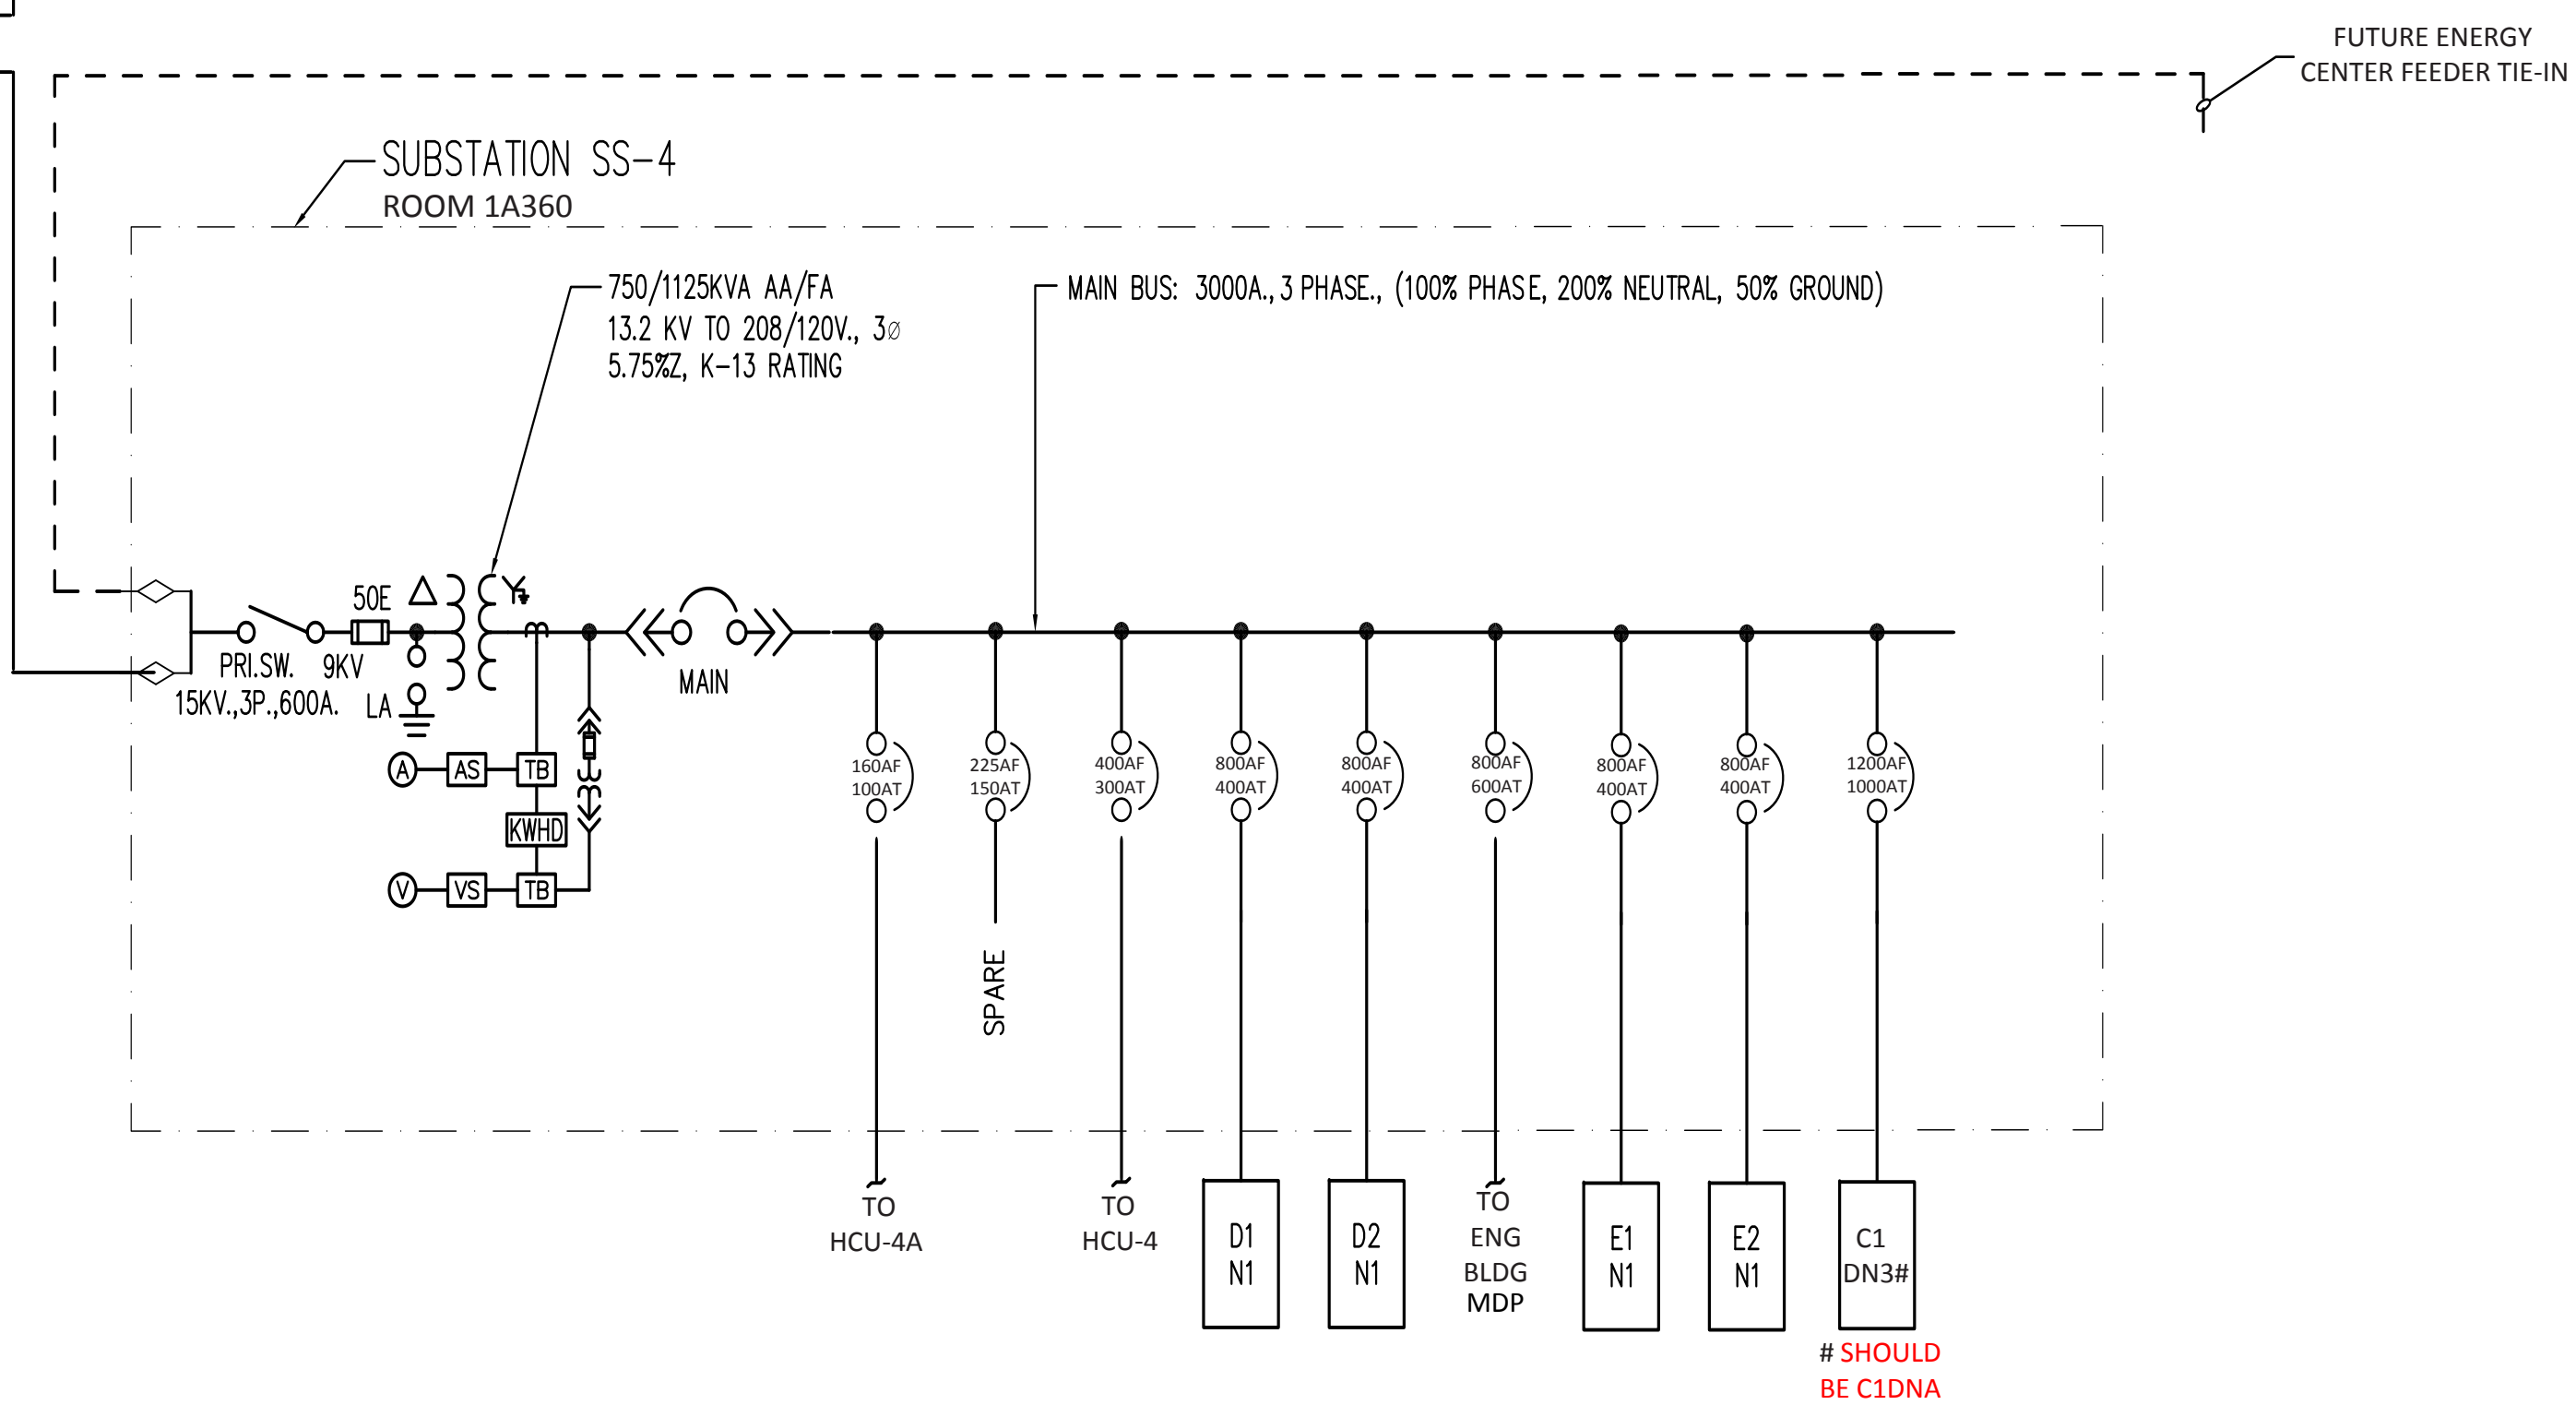 FUTURE ENERGY
CENTER FEEDER TIE-IN
SUBSTATION SS-4
ROOM 1A360
750/1125KVA AA/FA
13.2 KV TO 208/120V., 3∅
5.75%Z, K-13 RATING
MAIN BUS: 3000A., 3 PHASE., (100% PHASE, 200% NEUTRAL, 50% GROUND)
50E
PRI.SW.
15KV.,3P.,600A.
9KV
LA
MAIN
A
AS
TB
KWHD
V
VS
TB
160AF
100AT
225AF
150AT
400AF
300AT
800AF
400AT
800AF
400AT
800AF
600AT
800AF
400AT
800AF
400AT
1200AF
1000AT
SPARE
TO
HCU-4A
TO
HCU-4
D1
N1
D2
N1
TO
ENG
BLDG
MDP
E1
N1
E2
N1
C1
DN3#
# SHOULD
BE C1DNA